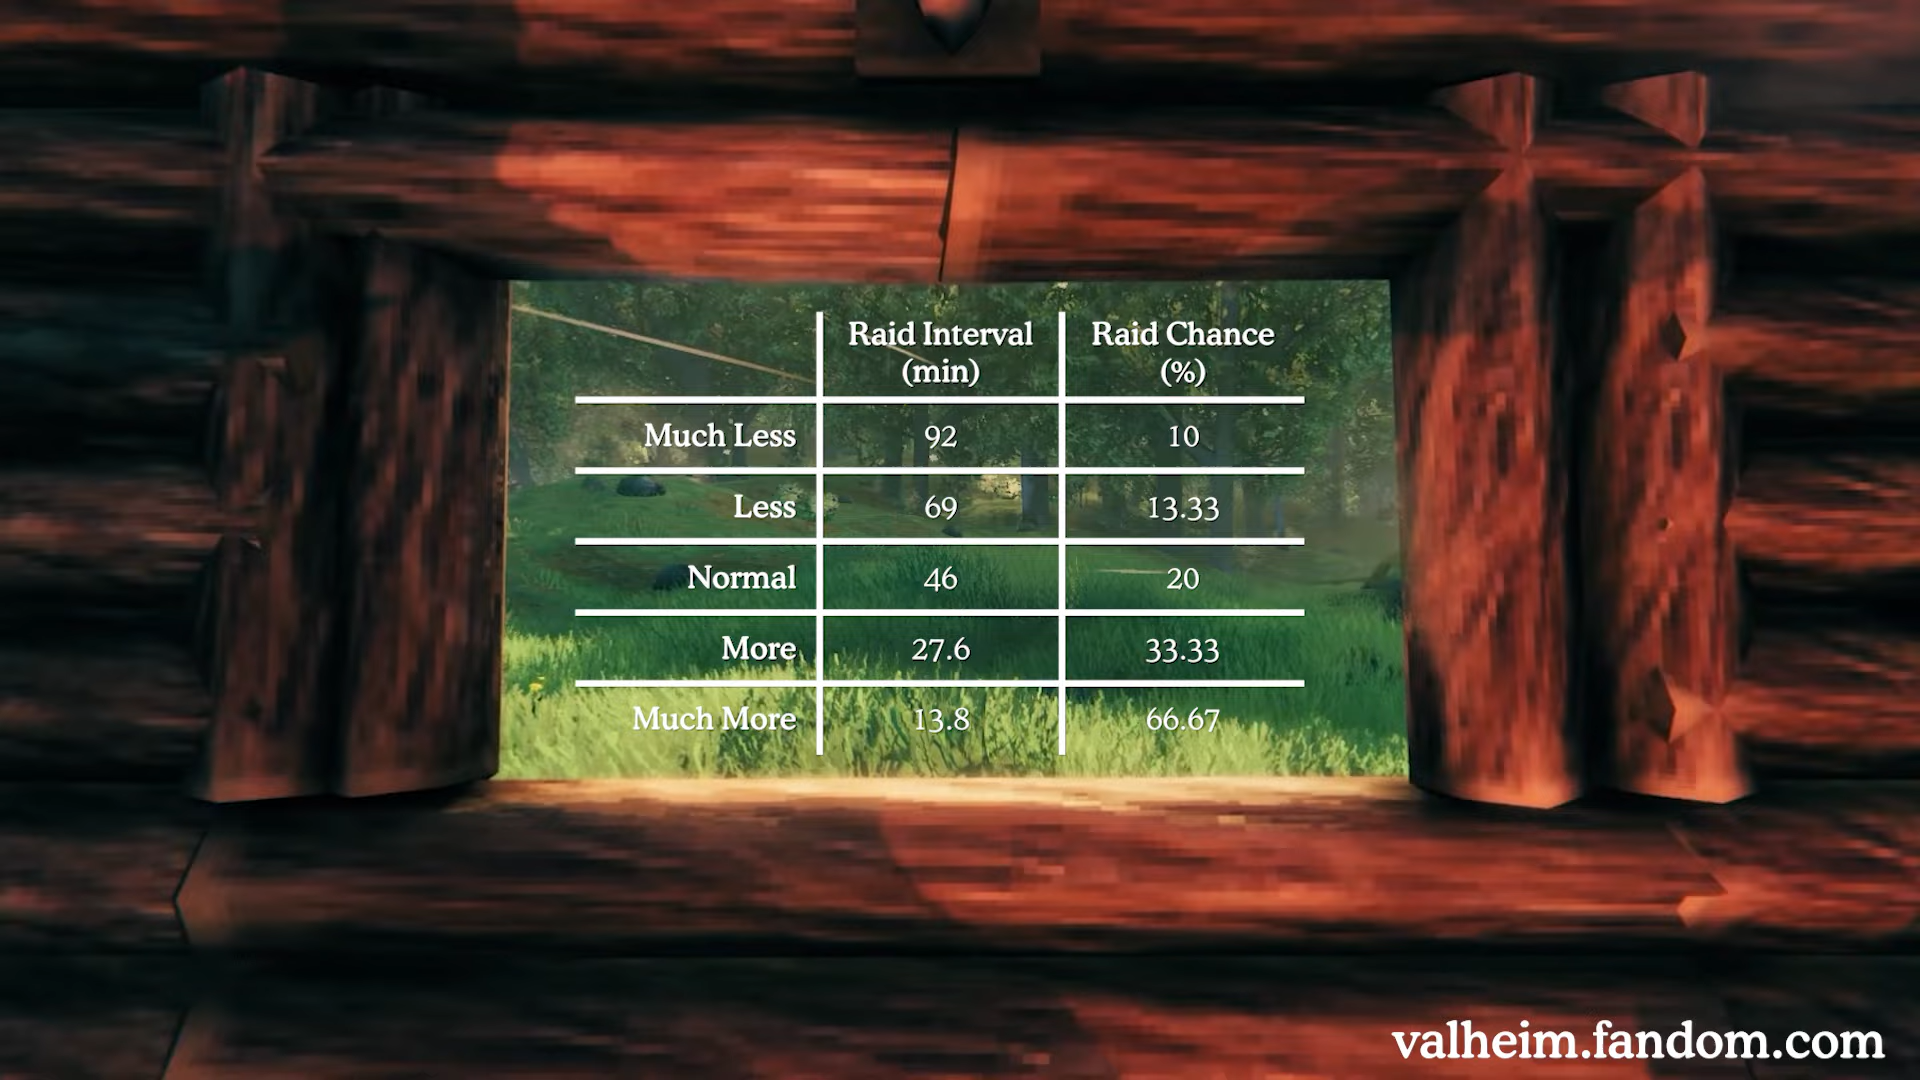 Raid Interval (min) Raid Chance (%)
Much Less 92 10
Less 69 13.33
Normal 46 20
More 27.6 33.33
Much More 13.8 66.67
valheim.fandom.com